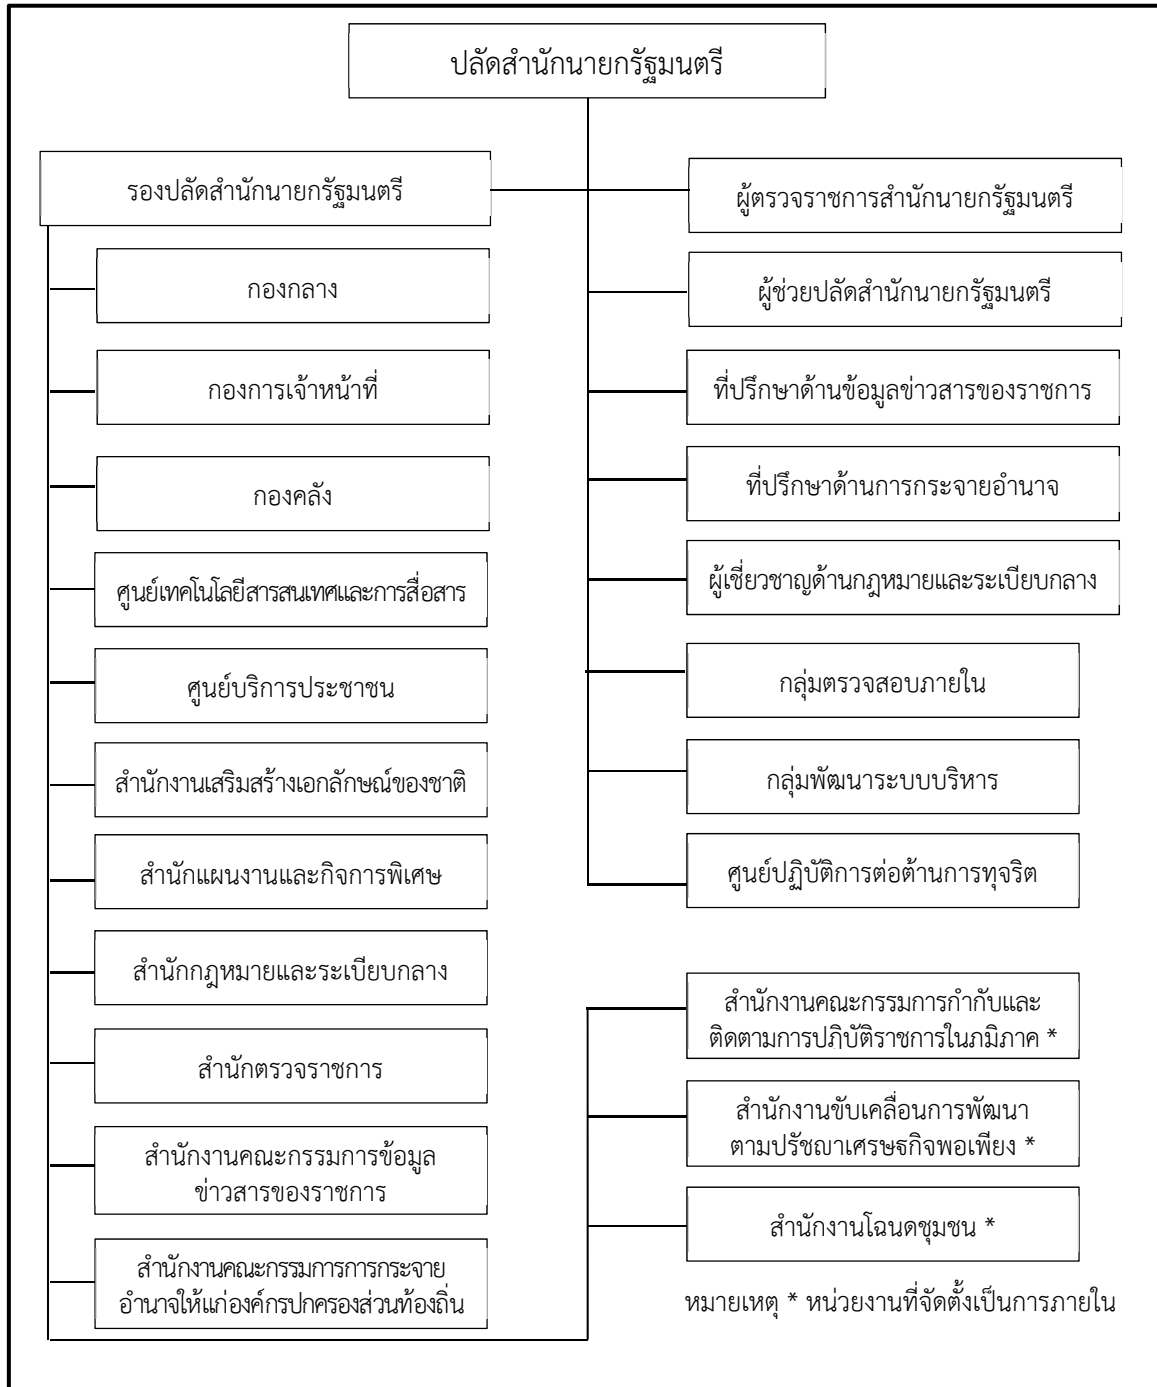 ปลัดสำนักนายกรัฐมนตรี
รองปลัดสำนักนายกรัฐมนตรี
กองกลาง
กองการเจ้าหน้าที่
กองคลัง
ศูนย์เทคโนโลยีสารสนเทศและการสื่อสาร
ศูนย์บริการประชาชน
สำนักงานเสริมสร้างเอกลักษณ์ของชาติ
สำนักแผนงานและกิจการพิเศษ
สำนักกฎหมายและระเบียบกลาง
สำนักตรวจราชการ
สำนักงานคณะกรรมการข้อมูล
ข่าวสารของราชการ
สำนักงานคณะกรรมการการกระจาย
อำนาจให้แก่องค์กรปกครองส่วนท้องถิ่น
ผู้ตรวจราชการสำนักนายกรัฐมนตรี
ผู้ช่วยปลัดสำนักนายกรัฐมนตรี
ที่ปรึกษาด้านข้อมูลข่าวสารของราชการ
ที่ปรึกษาด้านการกระจายอำนาจ
ผู้เชี่ยวชาญด้านกฎหมายและระเบียบกลาง
กลุ่มตรวจสอบภายใน
กลุ่มพัฒนาระบบบริหาร
ศูนย์ปฏิบัติการต่อต้านการทุจริต
สำนักงานคณะกรรมการกำกับและ
ติดตามการปฏิบัติราชการในภูมิภาค *
สำนักงานขับเคลื่อนการพัฒนา
ตามปรัชญาเศรษฐกิจพอเพียง *
สำนักงานโฉนดชุมชน *
หมายเหตุ * หน่วยงานที่จัดตั้งเป็นการภายใน